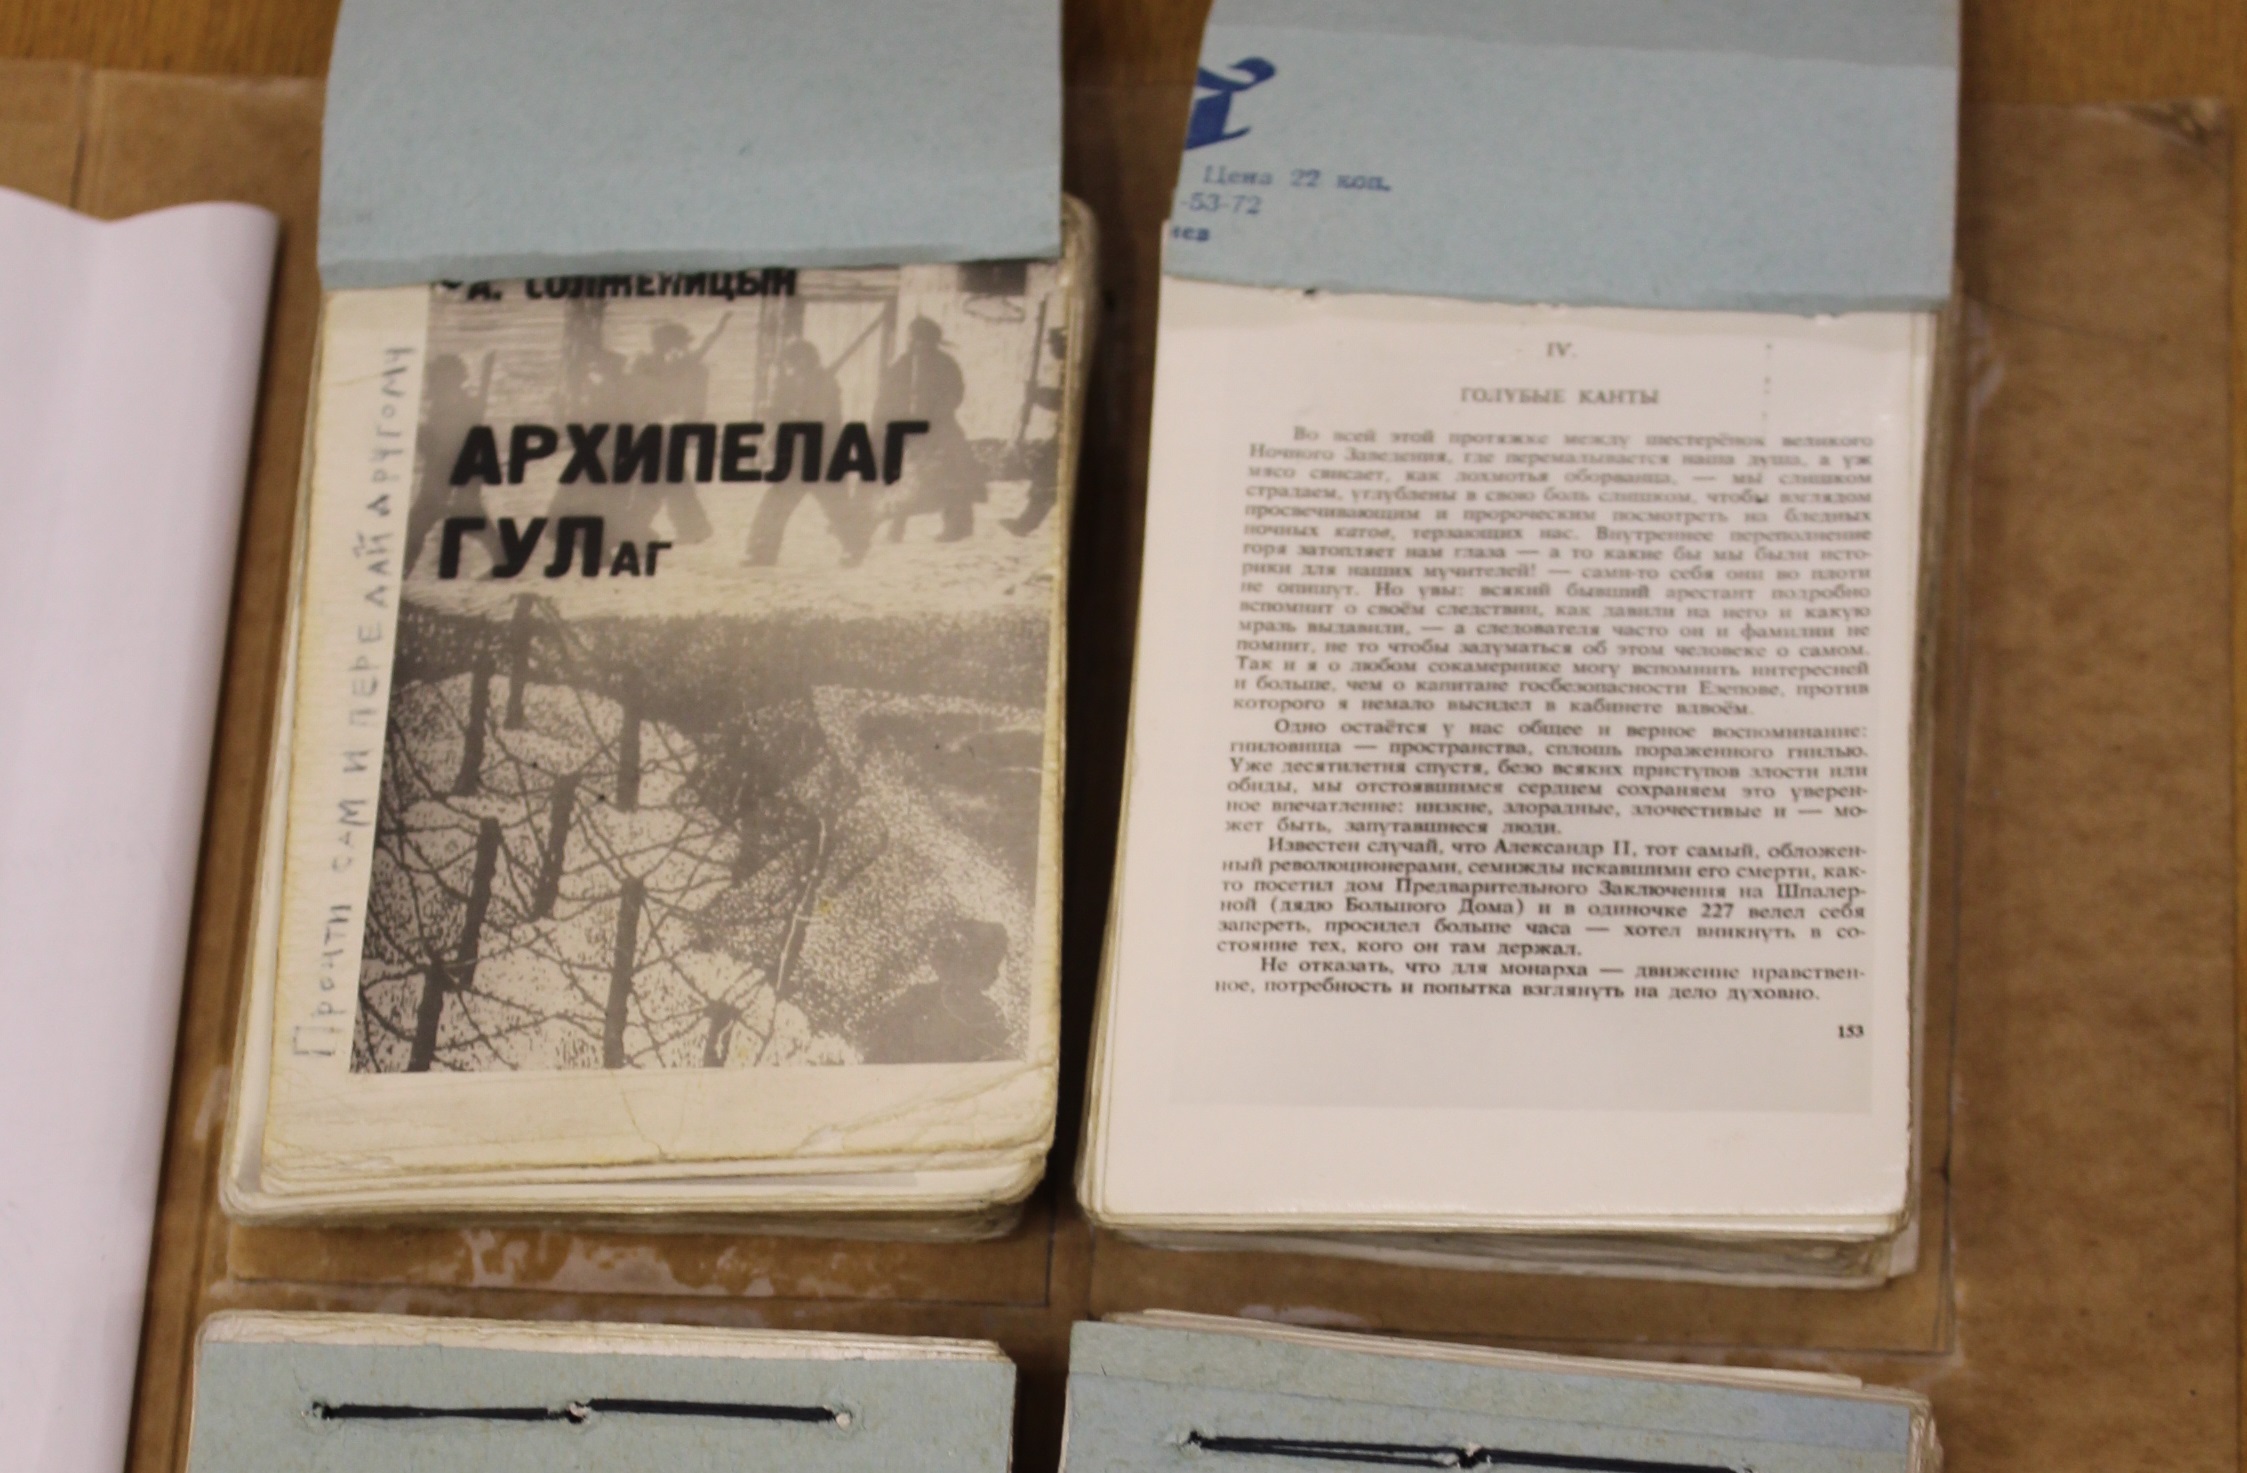 А. СОЛЖЕНИЦЫН
АРХИПЕЛАГ
ГУЛаг
Прочти сам и передай другому
Цена 22 коп.
-53-72
IV.
ГОЛУБЫЕ КАНТЫ
Во всей этой протяжке между шестерёнок великого
Ночного Заведения, где перемалывается наша душа, а уж
мясо свисает, как лохмотья оборванца, — мы слишком
страдаем, углублены в свою боль слишком, чтобы взглядом
просвечивающим и пророческим посмотреть на бледных
ночных катов, терзающих нас. Внутреннее переполнение
горя затопляет нам глаза — а то какие бы мы были исто-
рики для наших мучителей! — сами-то себя они во плоти
не опишут. Но увы: всякий бывший арестант подробно
вспомнит о своём следствии, как давили на него и какую
мразь выдавили, — а следователя часто он и фамилии не
помнит, не то чтобы задуматься об этом человеке о самом.
Так и я о любом сокамернике могу вспомнить интересней
и больше, чем о капитане госбезопасности Езепове, против
которого я немало высидел в кабинете вдвоём.
Одно остаётся у нас общее и верное воспоминание:
гниловища — пространства, сплошь пораженного гнилью.
Уже десятилетия спустя, безо всяких приступов злости или
обиды, мы отстоявшимся сердцем сохраняем это уверен-
ное впечатление: низкие, злорадные, злочестивые и — мо-
жет быть, запутавшиеся люди.
Известен случай, что Александр II, тот самый, обложен-
ный революционерами, семижды искавшими его смерти, как-
то посетил дом Предварительного Заключения на Шпалер-
ной (дядю Большого Дома) и в одиночке 227 велел себя
запереть, просидел больше часа — хотел вникнуть в со-
стояние тех, кого он там держал.
Не отказать, что для монарха — движение нравствен-
ное, потребность и попытка взглянуть на дело духовно.
153